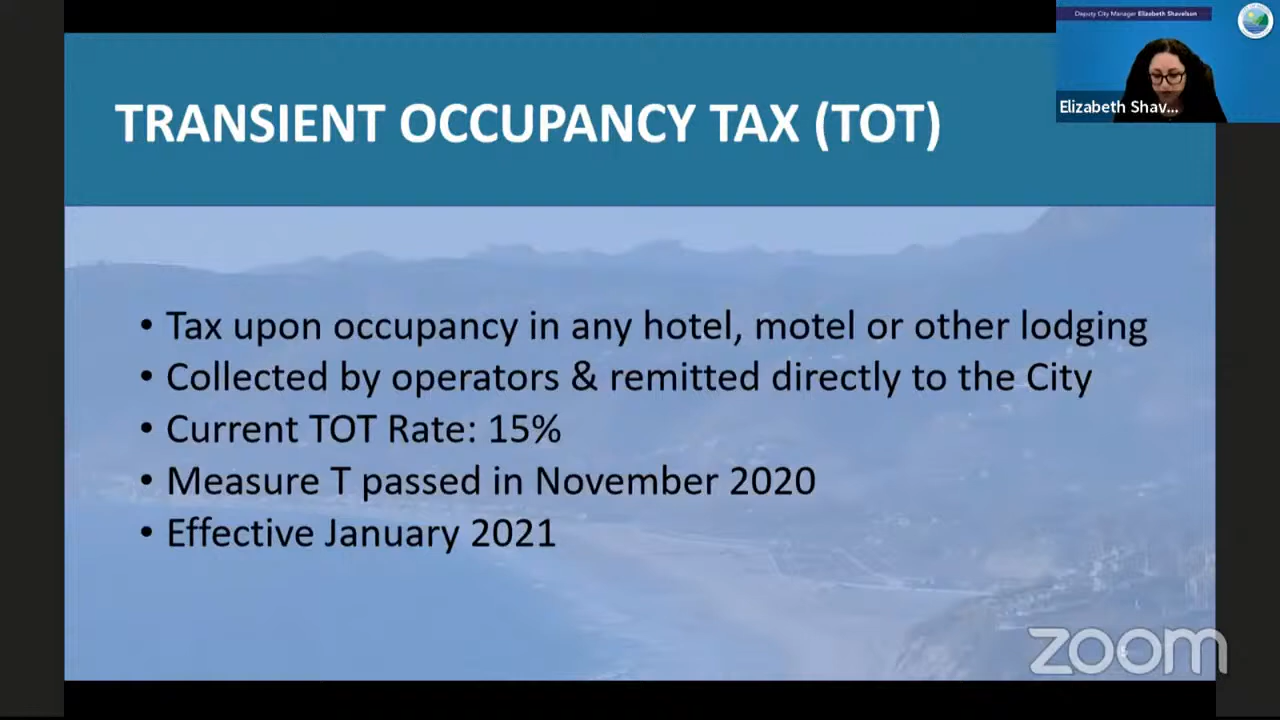 Deputy City Manager Elizabeth Shavelson
Elizabeth Shav...
TRANSIENT OCCUPANCY TAX (TOT)
• Tax upon occupancy in any hotel, motel or other lodging
• Collected by operators & remitted directly to the City
• Current TOT Rate: 15%
• Measure T passed in November 2020
• Effective January 2021
zoom